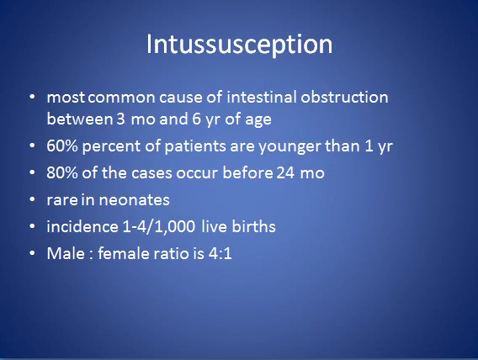 Intussusception
• most common cause of intestinal obstruction
between 3 mo and 6 yr of age
• 60% percent of patients are younger than 1 yr
• 80% of the cases occur before 24 mo
• rare in neonates
• incidence 1-4/1,000 live births
• Male : female ratio is 4:1